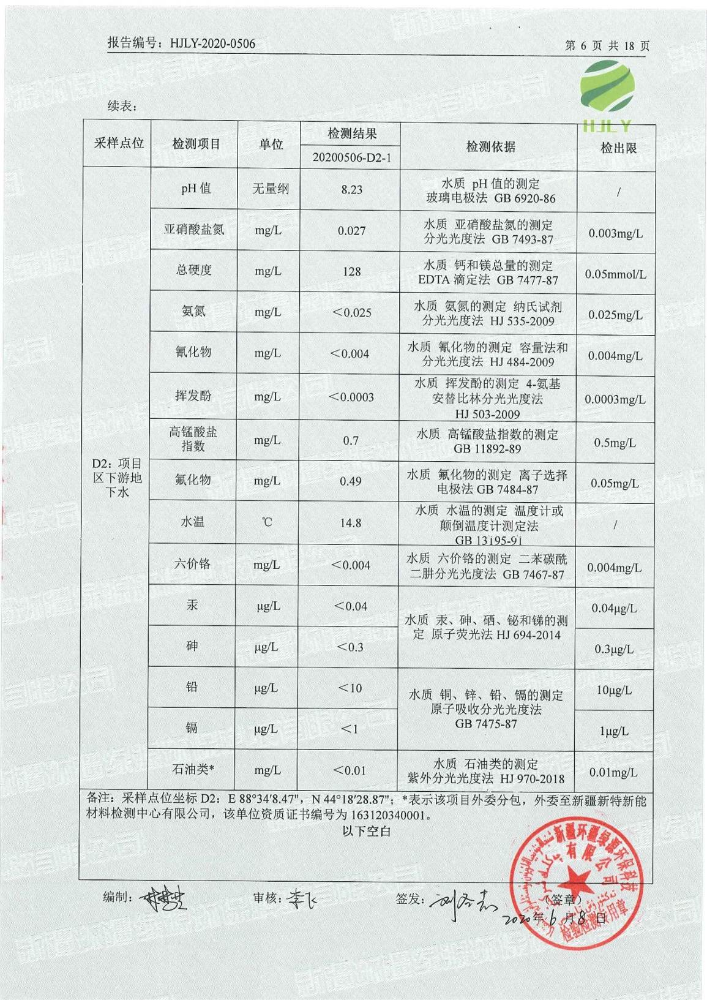 报告编号：HJLY-2020-0506
第 6 页 共 18 页
HJLY
续表：
采样点位 检测项目 单位 检测结果 检测依据 检出限
20200506-D2-1
D2：项目
区下游地
下水
pH 值 无量纲 8.23 水质 pH 值的测定
玻璃电极法 GB 6920-86 /
亚硝酸盐氮 mg/L 0.027 水质 亚硝酸盐氮的测定
分光光度法 GB 7493-87 0.003mg/L
总硬度 mg/L 128 水质 钙和镁总量的测定
EDTA 滴定法 GB 7477-87 0.05mmol/L
氨氮 mg/L ＜0.025 水质 氨氮的测定 纳氏试剂
分光光度法 HJ 535-2009 0.025mg/L
氰化物 mg/L ＜0.004 水质 氰化物的测定 容量法和
分光光度法 HJ 484-2009 0.004mg/L
挥发酚 mg/L ＜0.0003 水质 挥发酚的测定 4-氨基
安替比林分光光度法
HJ 503-2009 0.0003mg/L
高锰酸盐
指数 mg/L 0.7 水质 高锰酸盐指数的测定
GB 11892-89 0.5mg/L
氟化物 mg/L 0.49 水质 氟化物的测定 离子选择
电极法 GB 7484-87 0.05mg/L
水温 ℃ 14.8 水质 水温的测定 温度计或
颠倒温度计测定法
GB 13195-91 /
六价铬 mg/L ＜0.004 水质 六价铬的测定 二苯碳酰
二肼分光光度法 GB 7467-87 0.004mg/L
汞 μg/L ＜0.04 水质 汞、砷、硒、铋和锑的测
定 原子荧光法 HJ 694-2014 0.04μg/L
砷 μg/L ＜0.3 0.3μg/L
铅 μg/L ＜10 水质 铜、锌、铅、镉的测定
原子吸收分光光度法
GB 7475-87 10μg/L
镉 μg/L ＜1 1μg/L
石油类* mg/L ＜0.01 水质 石油类的测定
紫外分光光度法 HJ 970-2018 0.01mg/L
备注：采样点位坐标 D2：E 88°34′8.47″，N 44°18′28.87″；*表示该项目外委分包，外委至新疆新特新能
材料检测中心有限公司，该单位资质证书编号为 163120340001。
以下空白
编制：
审核：李飞
签发：
（签章）
2020年 6 月 8 日
新疆环疆绿源环保科技
有限公司
检验检测专用章